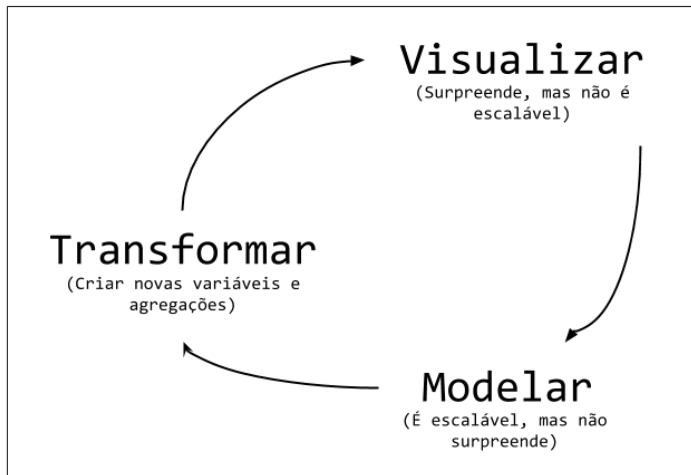 Visualizar
(Surpreende, mas não é
escalável)
Transformar
(Criar novas variáveis e
agregações)
Modelar
(É escalável, mas não
surpreende)